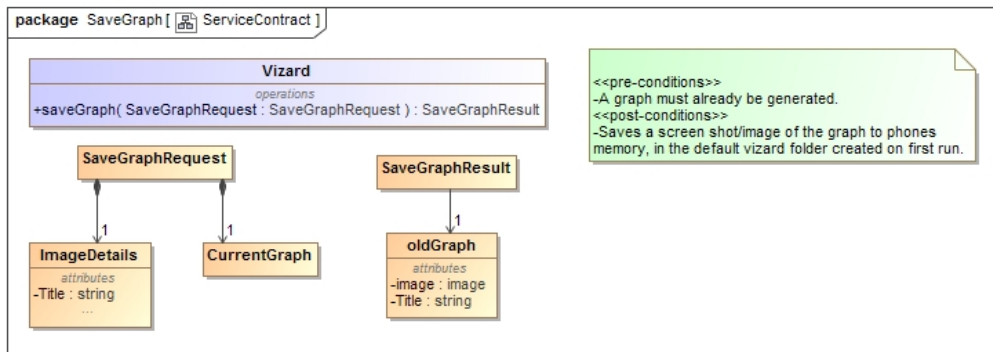 package SaveGraph [ ServiceContract ]
Vizard
operations
+saveGraph( SaveGraphRequest : SaveGraphRequest ) : SaveGraphResult
<<pre-conditions>>
-A graph must already be generated.
<<post-conditions>>
-Saves a screen shot/image of the graph to phones
memory, in the default vizard folder created on first run.
SaveGraphRequest
SaveGraphResult
1
1
1
ImageDetails
attributes
-Title : string
...
CurrentGraph
oldGraph
attributes
-image : image
-Title : string